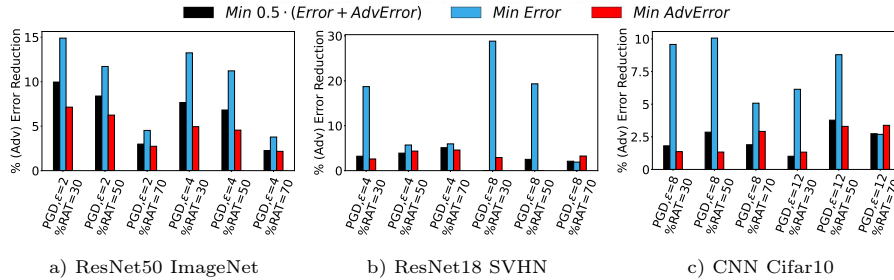 Min 0.5·(Error+AdvError) Min Error Min AdvError
% (Adv) Error Reduction
15
10
5
0
PGD,ε=2 %RAT=30
PGD,ε=2 %RAT=50
PGD,ε=2 %RAT=70
PGD,ε=4 %RAT=30
PGD,ε=4 %RAT=50
PGD,ε=4 %RAT=70
a) ResNet50 ImageNet
% (Adv) Error Reduction
30
20
10
0
PGD,ε=4 %RAT=30
PGD,ε=4 %RAT=50
PGD,ε=4 %RAT=70
PGD,ε=8 %RAT=30
PGD,ε=8 %RAT=50
PGD,ε=8 %RAT=70
b) ResNet18 SVHN
% (Adv) Error Reduction
10
7.5
5
2.5
0
PGD,ε=8 %RAT=30
PGD,ε=8 %RAT=50
PGD,ε=8 %RAT=70
PGD,ε=12 %RAT=30
PGD,ε=12 %RAT=50
PGD,ε=12 %RAT=70
c) CNN Cifar10